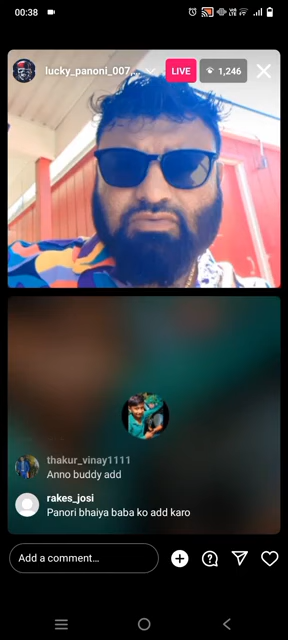 00:38
lucky_panoni_007...
LIVE
1,246
thakur_vinay1111
Anno buddy add
rakes_josi
Panori bhaiya baba ko add karo
Add a comment...